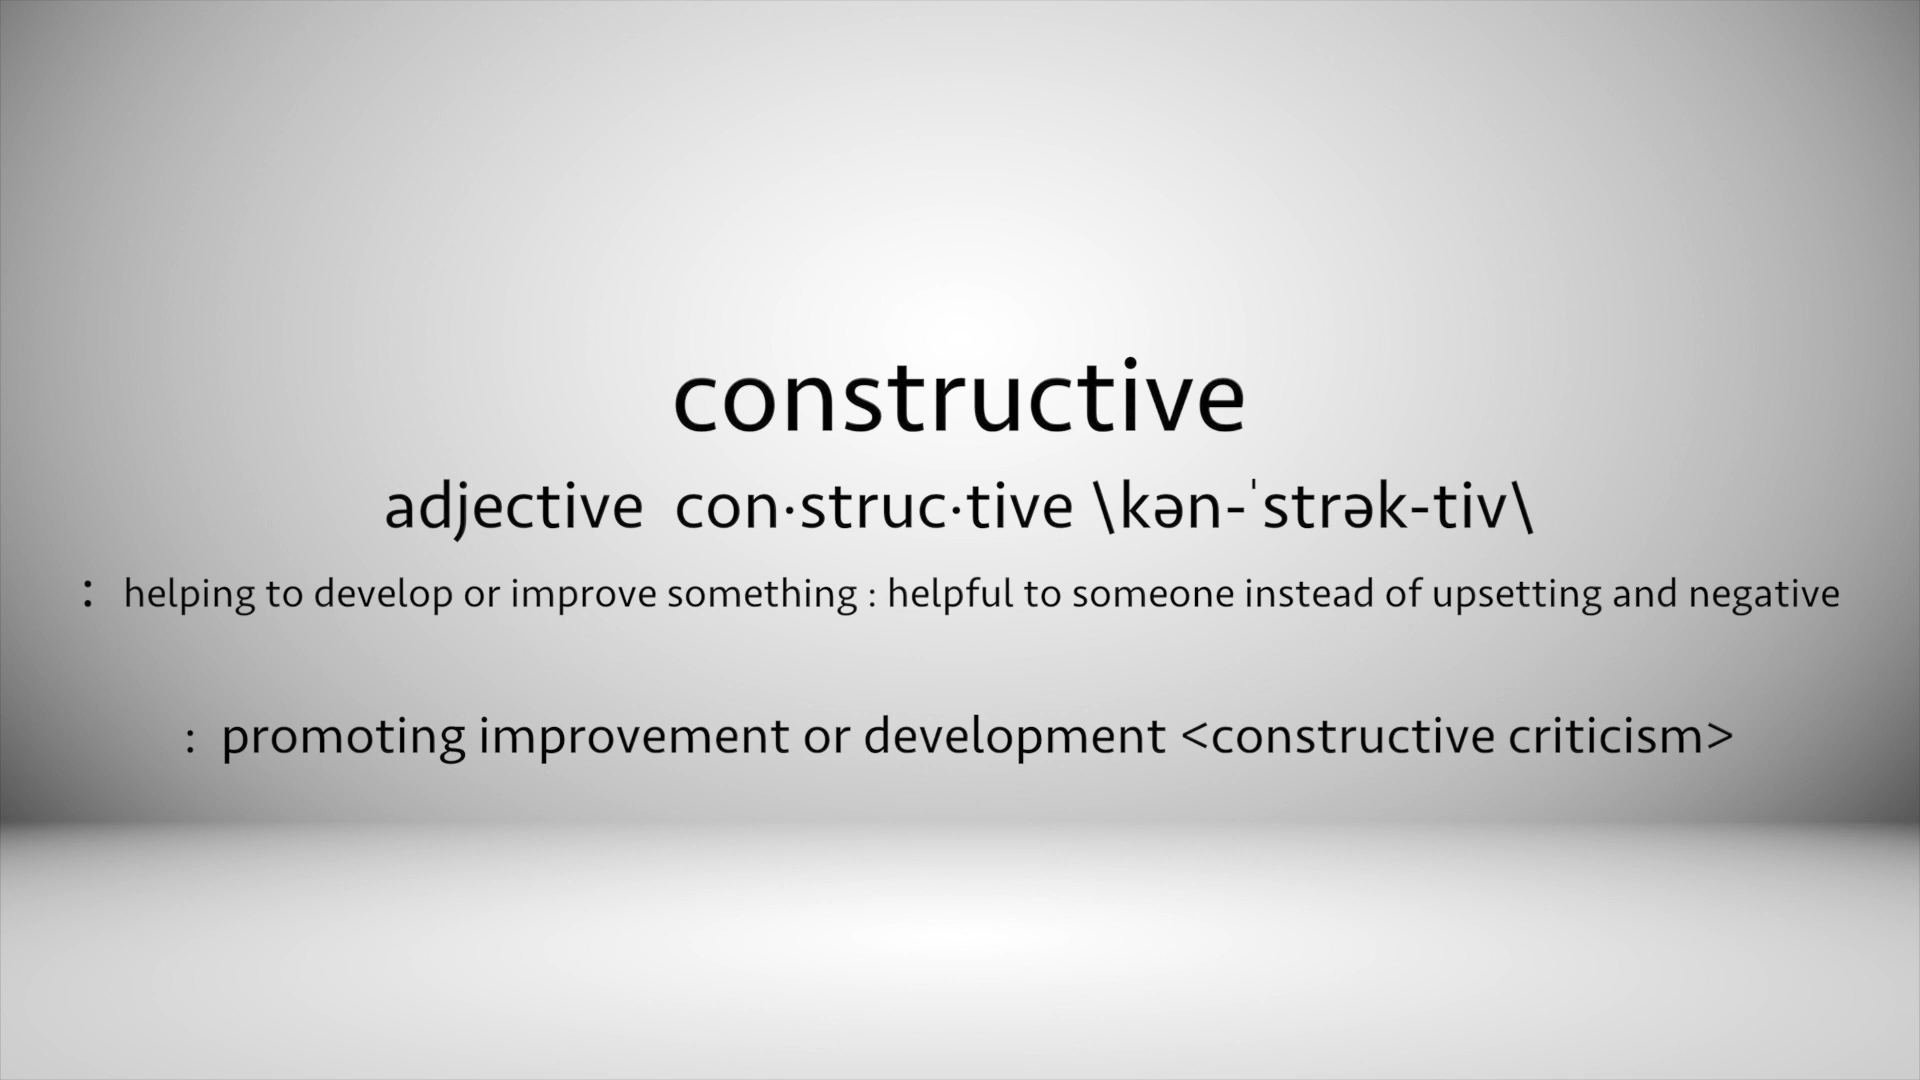 constructive
adjective  con·struc·tive \kən-ˈstrək-tiv\
:  helping to develop or improve something : helpful to someone instead of upsetting and negative
:  promoting improvement or development <constructive criticism>